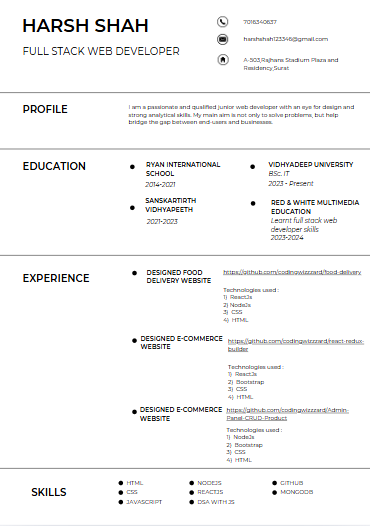 HARSH SHAH
FULL STACK WEB DEVELOPER
7016340637
harshshah123346@gmail.com
A-503,Rajhans Stadium Plaza and
Residency,Surat
PROFILE
I am a passionate and qualified junior web developer with an eye for design and
strong analytical skills. My main aim is not only to solve problems, but help
bridge the gap between end-users and businesses.
EDUCATION
RYAN INTERNATIONAL
SCHOOL
2014-2021
SANSKARTIRTH
VIDHYAPEETH
2021-2023
VIDHYADEEP UNIVERSITY
BSc. IT
2023 - Present
RED & WHITE MULTIMEDIA
EDUCATION
Learnt full stack web
developer skills
2023-2024
EXPERIENCE
DESIGNED FOOD
DELIVERY WEBSITE
https://github.com/codingwizzzard/food-delivery
Technologies used :
1) ReactJs
2) NodeJs
3) CSS
4) HTML
DESIGNED E-COMMERCE
WEBSITE
https://github.com/codingwizzzard/react-redux-
builder
Technologies used :
1) ReactJs
2) Bootstrap
3) CSS
4) HTML
DESIGNED E-COMMERCE
WEBSITE
https://github.com/codingwizzzard/Admin-
Panel-CRUD-Product
Technologies used :
1) NodeJs
2) Bootstrap
3) CSS
4) HTML
SKILLS
HTML
CSS
JAVASCRIPT
NODEJS
REACTJS
DSA WITH JS
GITHUB
MONGODB